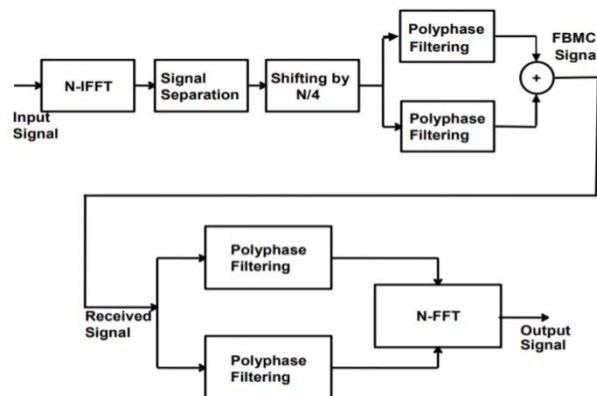 Input
Signal
N-IFFT
Signal
Separation
Shifting by
N/4
Polyphase
Filtering
Polyphase
Filtering
+
FBMC
Signal
Received
Signal
Polyphase
Filtering
Polyphase
Filtering
N-FFT
Output
Signal